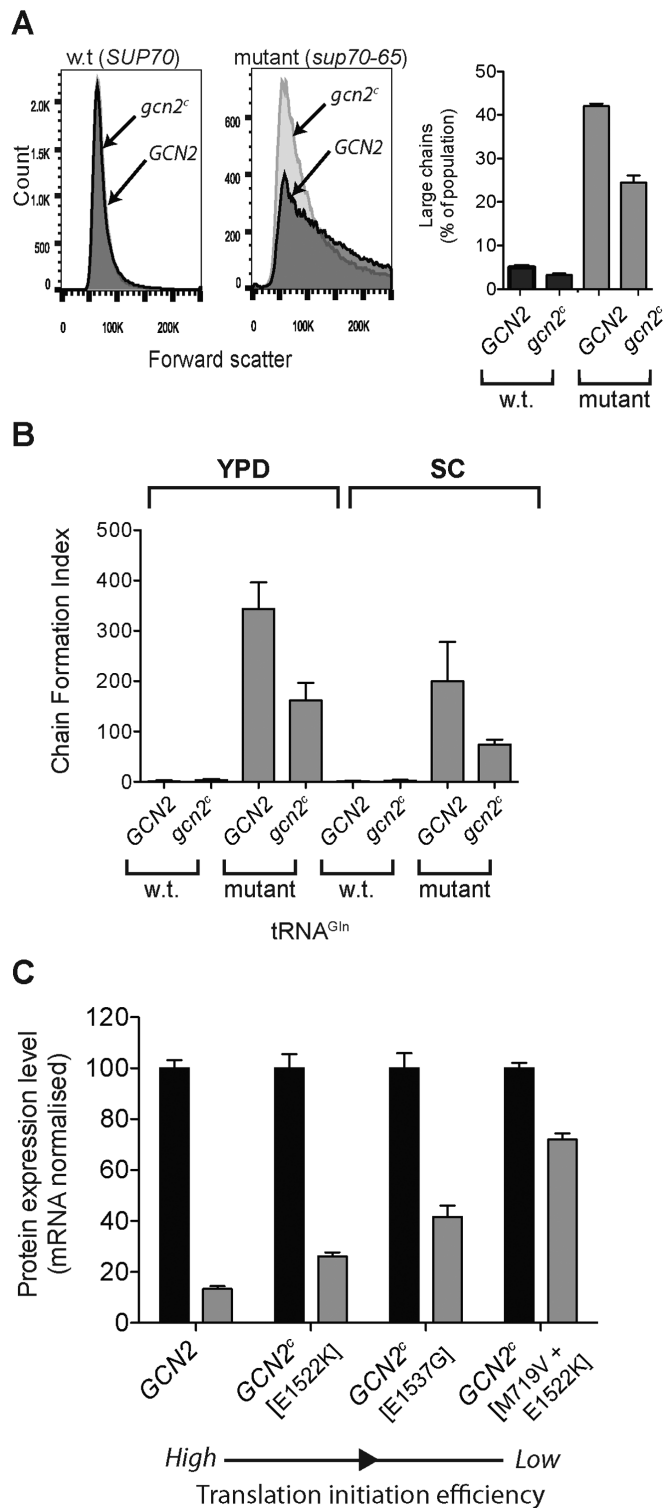 A
w.t (SUP70)
mutant (sup70-65)
Count
2.0K
1.5K
1.0K
500
0
gcn2ᶜ
GCN2
0 100K 200K
600
400
200
0
gcn2ᶜ
GCN2
0 100K 200K
Forward scatter
Large chains
(% of population)
50
40
30
20
10
0
GCN2 gcn2ᶜ GCN2 gcn2ᶜ
w.t. mutant
B
YPD SC
Chain Formation Index
500
400
300
200
100
0
GCN2 gcn2ᶜ GCN2 gcn2ᶜ GCN2 gcn2ᶜ GCN2 gcn2ᶜ
w.t. mutant w.t. mutant
tRNAᴳˡⁿ
C
Protein expression level
(mRNA normalised)
120
100
80
60
40
20
0
GCN2
GCN2ᶜ
[E1522K]
GCN2ᶜ
[E1537G]
GCN2ᶜ
[M719V +
E1522K]
High Low
Translation initiation efficiency